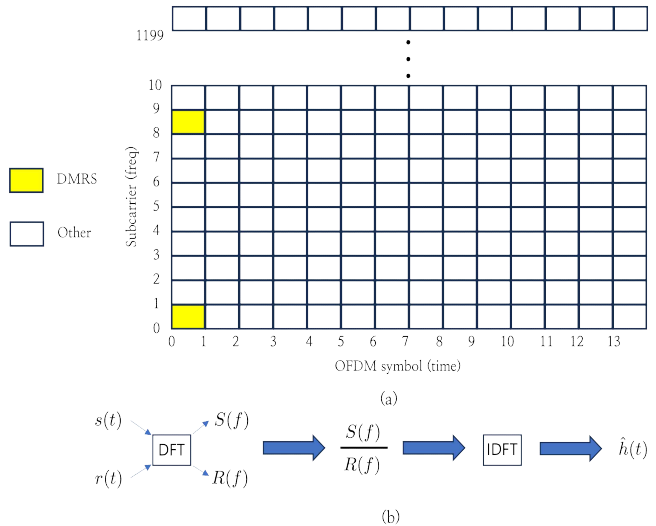 1199
10
9
8
7
6
5
4
3
2
1
0
Subcarrier (freq)
DMRS
Other
0 1 2 3 4 5 6 7 8 9 10 11 12 13
OFDM symbol (time)
(a)
s(t) S(f)
DFT
r(t) R(f)
S(f)
R(f)
IDFT
ĥ(t)
(b)